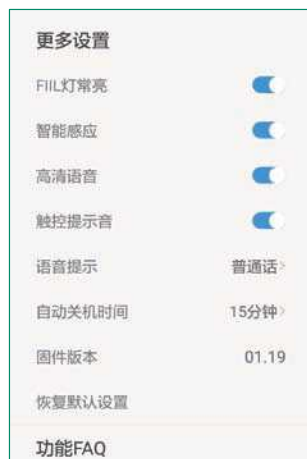 更多设置
FIIL灯常亮
智能感应
高清语音
触控提示音
语音提示 普通话>
自动关机时间 15分钟>
固件版本 01.19
恢复默认设置
功能FAQ